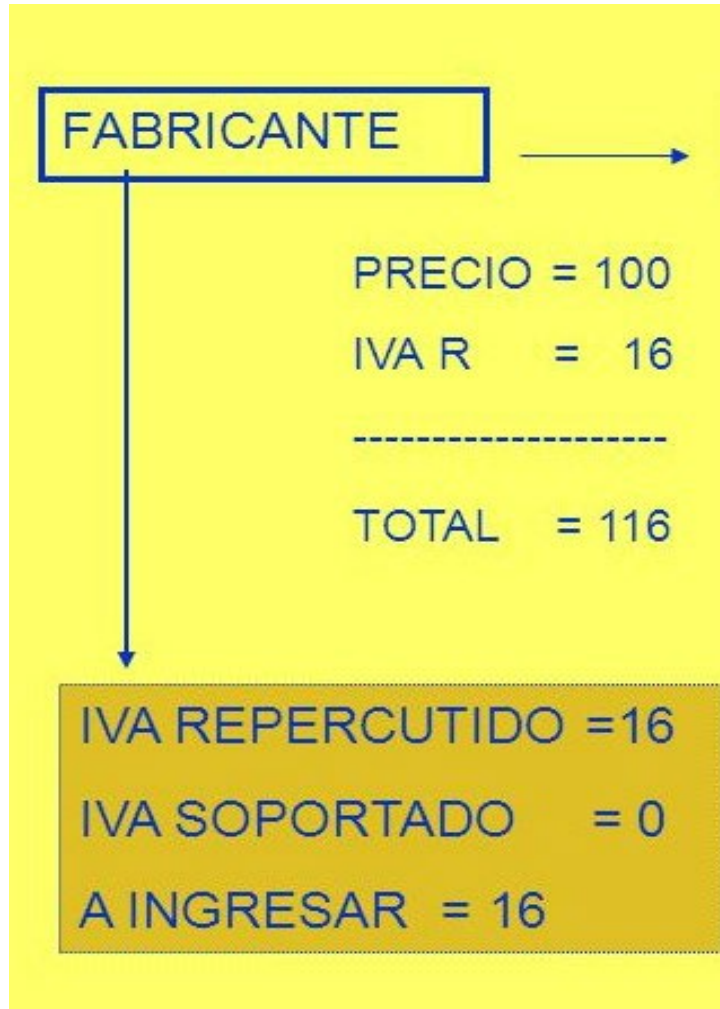 FABRICANTE
PRECIO = 100
IVA R = 16
--------------------
TOTAL = 116
IVA REPERCUTIDO =16
IVA SOPORTADO = 0
A INGRESAR = 16